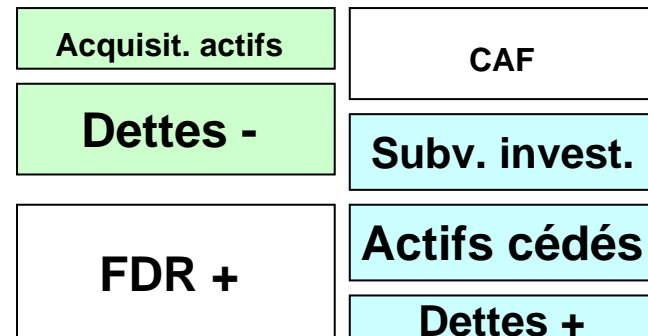 Acquisit. actifs
Dettes -
FDR +
CAF
Subv. invest.
Actifs cédés
Dettes +